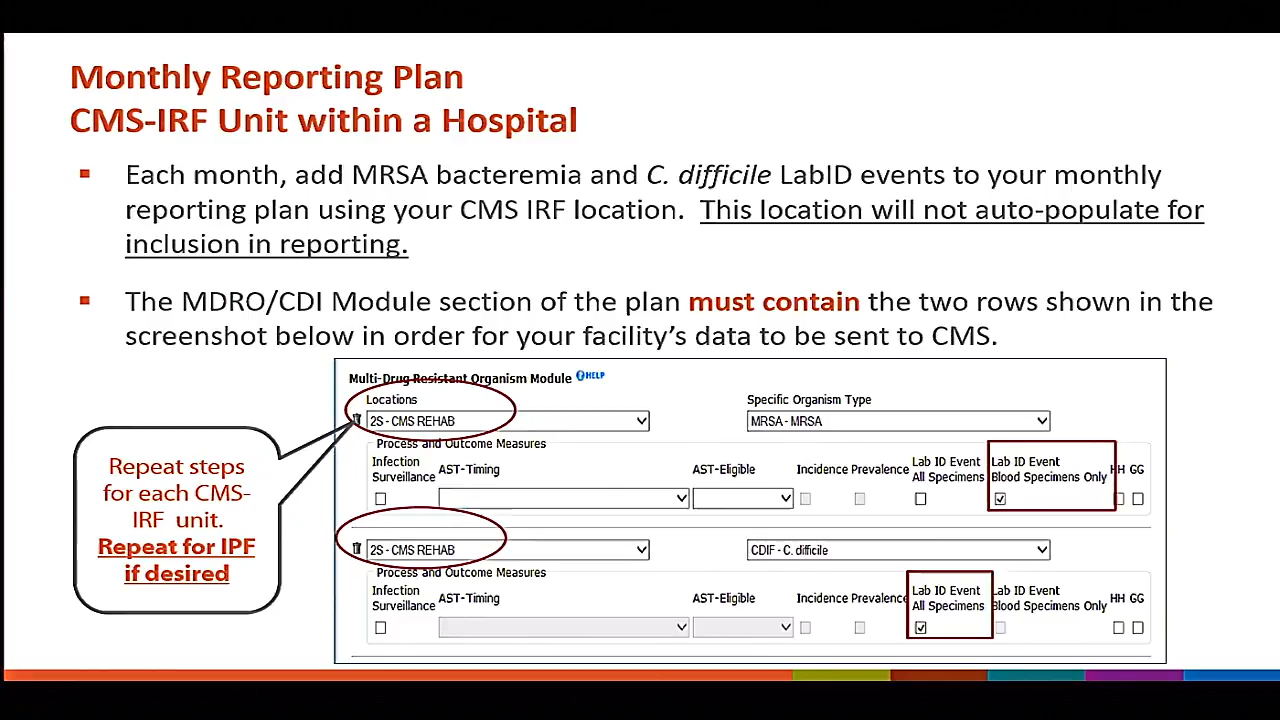 Monthly Reporting Plan
CMS-IRF Unit within a Hospital
▪ Each month, add MRSA bacteremia and C. difficile LabID events to your monthly
reporting plan using your CMS IRF location. This location will not auto-populate for
inclusion in reporting.
▪ The MDRO/CDI Module section of the plan must contain the two rows shown in the
screenshot below in order for your facility's data to be sent to CMS.
Repeat steps
for each CMS-
IRF unit.
Repeat for IPF
if desired
Multi-Drug Resistant Organism Module HELP
Locations Specific Organism Type
2S - CMS REHAB MRSA - MRSA
Process and Outcome Measures
Infection Surveillance AST-Timing AST-Eligible Incidence Prevalence Lab ID Event All Specimens Lab ID Event Blood Specimens Only HH GG
2S - CMS REHAB CDIF - C. difficile
Process and Outcome Measures
Infection Surveillance AST-Timing AST-Eligible Incidence Prevalence Lab ID Event All Specimens Lab ID Event Blood Specimens Only HH GG